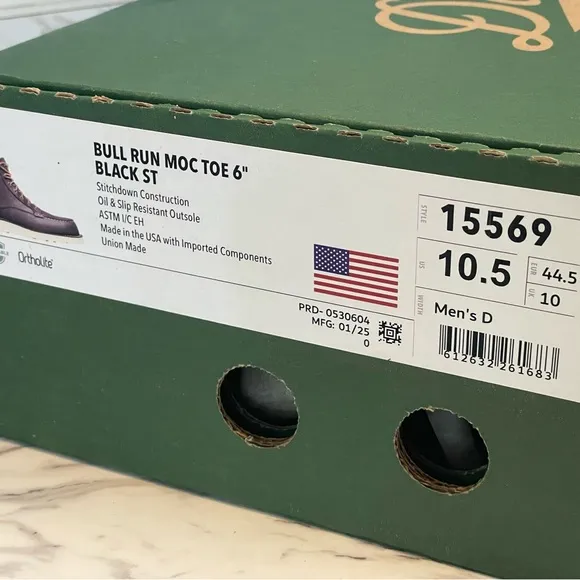 BULL RUN MOC TOE 6"
BLACK ST
Stitchdown Construction
Oil & Slip Resistant Outsole
ASTM I/C EH
Made in the USA with Imported Components
Union Made
Ortholite
PRD- 0530604
MFG: 01/25
0
STYLE
15569
US
10.5
EUR
44.5
UK
10
WIDTH
Men's D
612632 261683